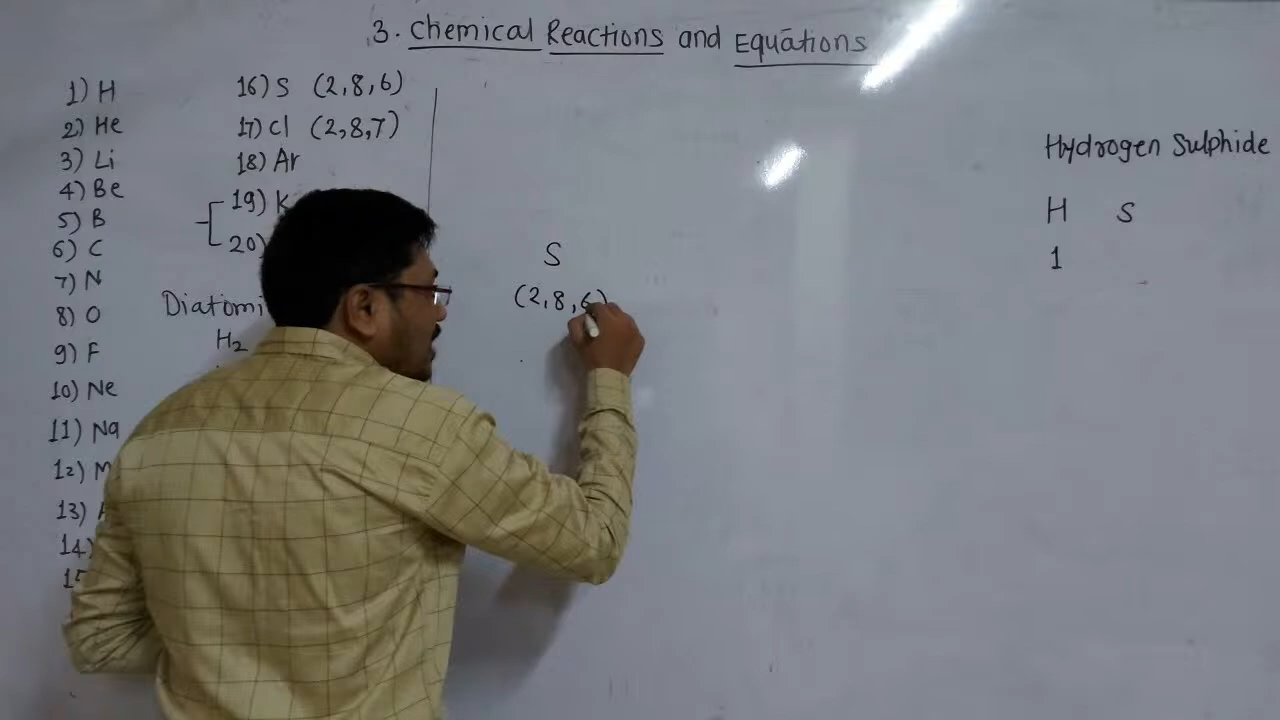 3. Chemical Reactions and Equations
1) H
2) He
3) Li
4) Be
5) B
6) C
7) N
8) O
9) F
10) Ne
11) Na
12) M
13) A
14)
15
16) S (2,8,6)
17) Cl (2,8,7)
18) Ar
19) K
20)
Diatomi
H2
S
(2,8,6)
Hydrogen Sulphide
H S
1